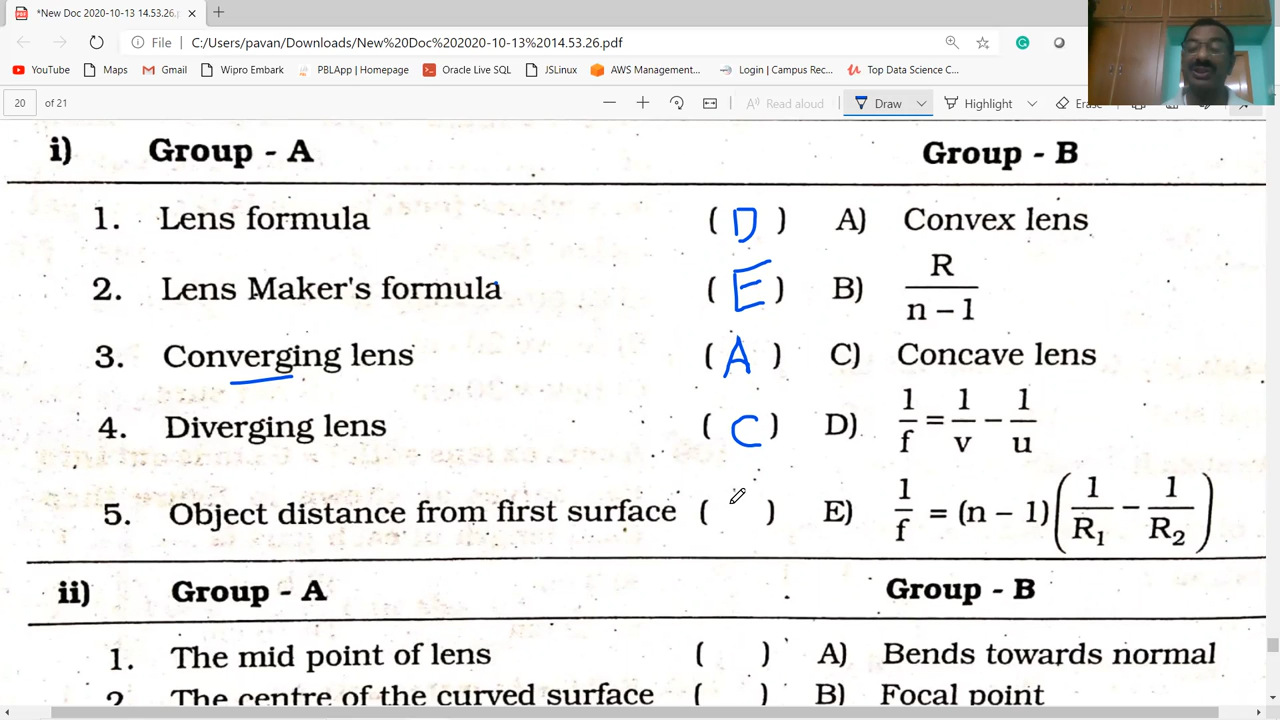 *New Doc 2020-10-13 14.53.26.p
File C:/Users/pavan/Downloads/New%20Doc%202020-10-13%2014.53.26.pdf
YouTube Maps Gmail Wipro Embark PBLApp | Homepage Oracle Live SQL JSLinux AWS Management... Login | Campus Rec... Top Data Science C...
20 of 21 Read aloud Draw Highlight Erase
i) Group - A Group - B
1. Lens formula ( D ) A) Convex lens
2. Lens Maker's formula ( E ) B) R / n – 1
3. Converging lens ( A ) C) Concave lens
4. Diverging lens ( C ) D) 1/f = 1/v – 1/u
5. Object distance from first surface ( ) E) 1/f = (n – 1)(1/R₁ – 1/R₂)
ii) Group - A Group - B
1. The mid point of lens ( ) A) Bends towards normal
2. The centre of the curved surface ( ) B) Focal point